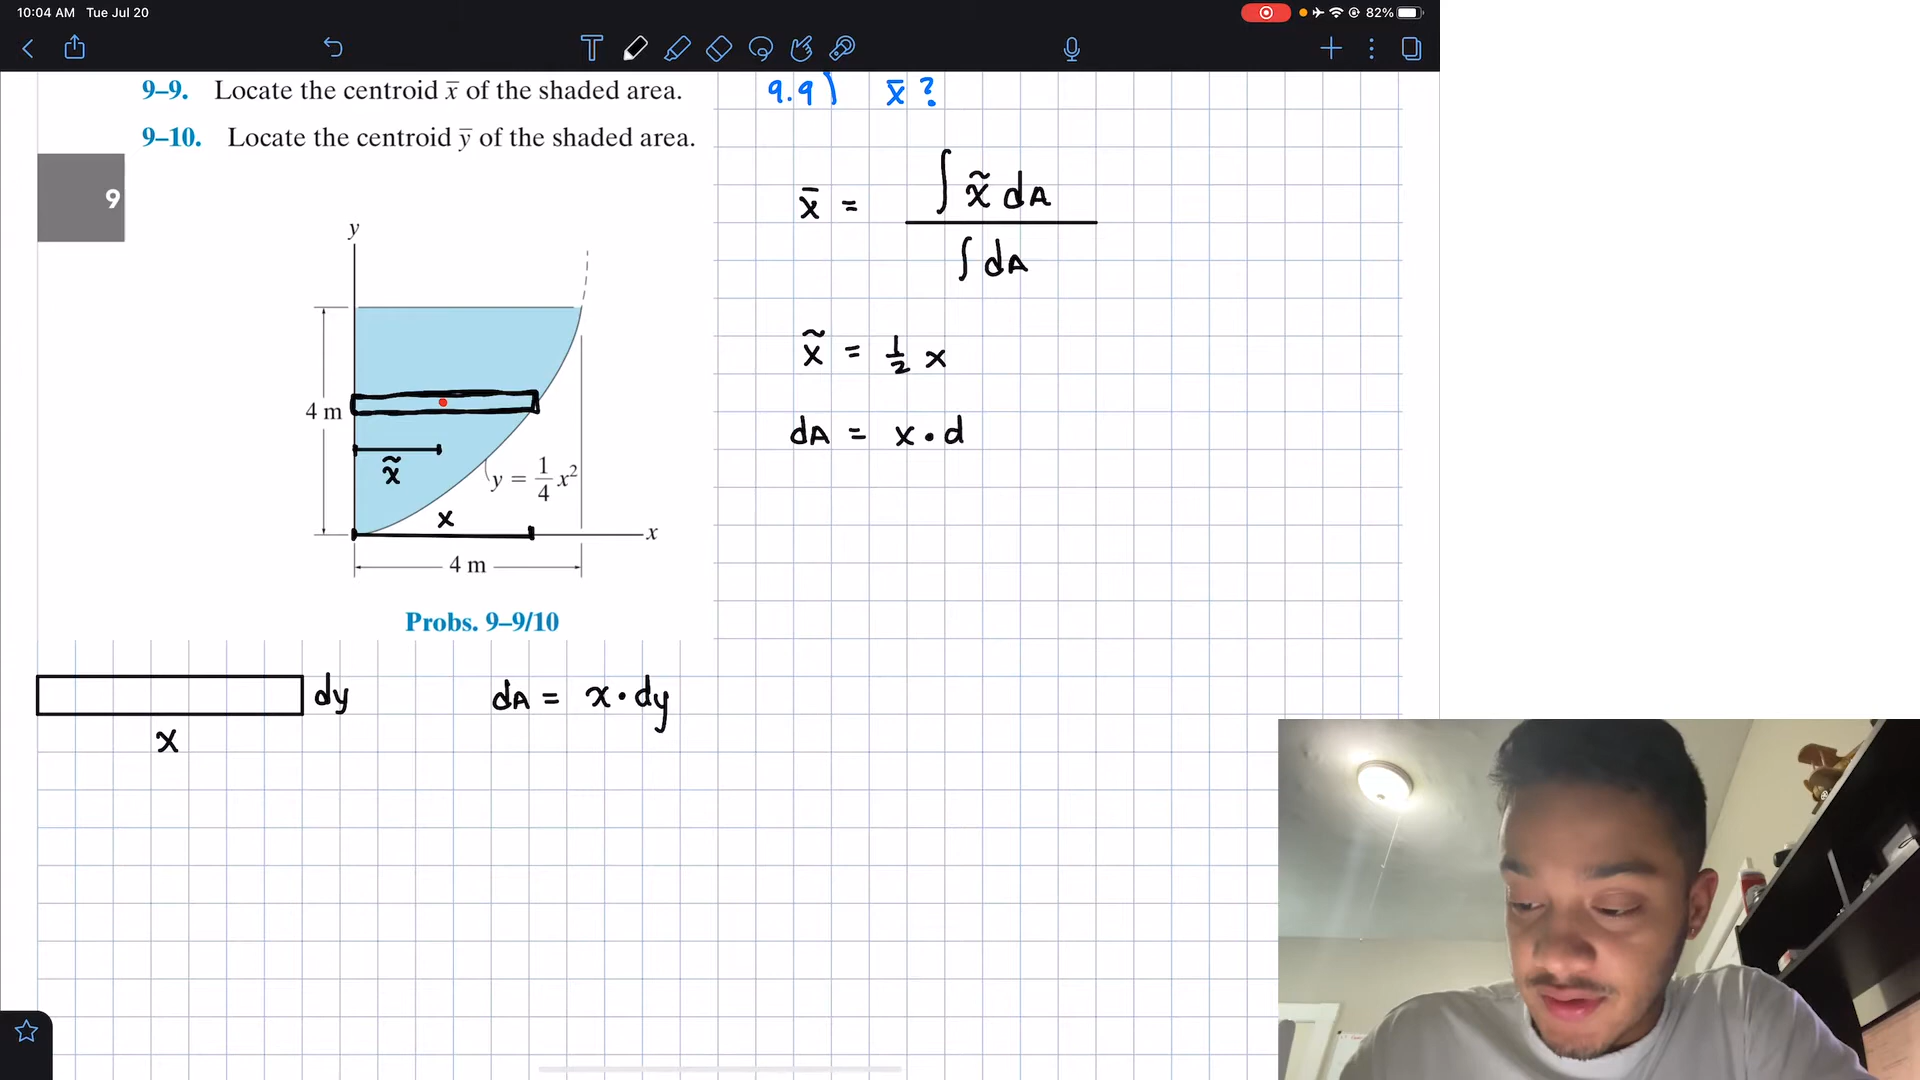 10:04 AM Tue Jul 20
82%
9–9. Locate the centroid x̅ of the shaded area.
9–10. Locate the centroid y̅ of the shaded area.
9
y
4 m
x̃
y = 1/4 x²
x
x
4 m
Probs. 9–9/10
dy
x
dA = x · dy
9.9) x̅ ?
x̅ = ∫ x̃ dA / ∫ dA
x̃ = 1/2 x
dA = x · d